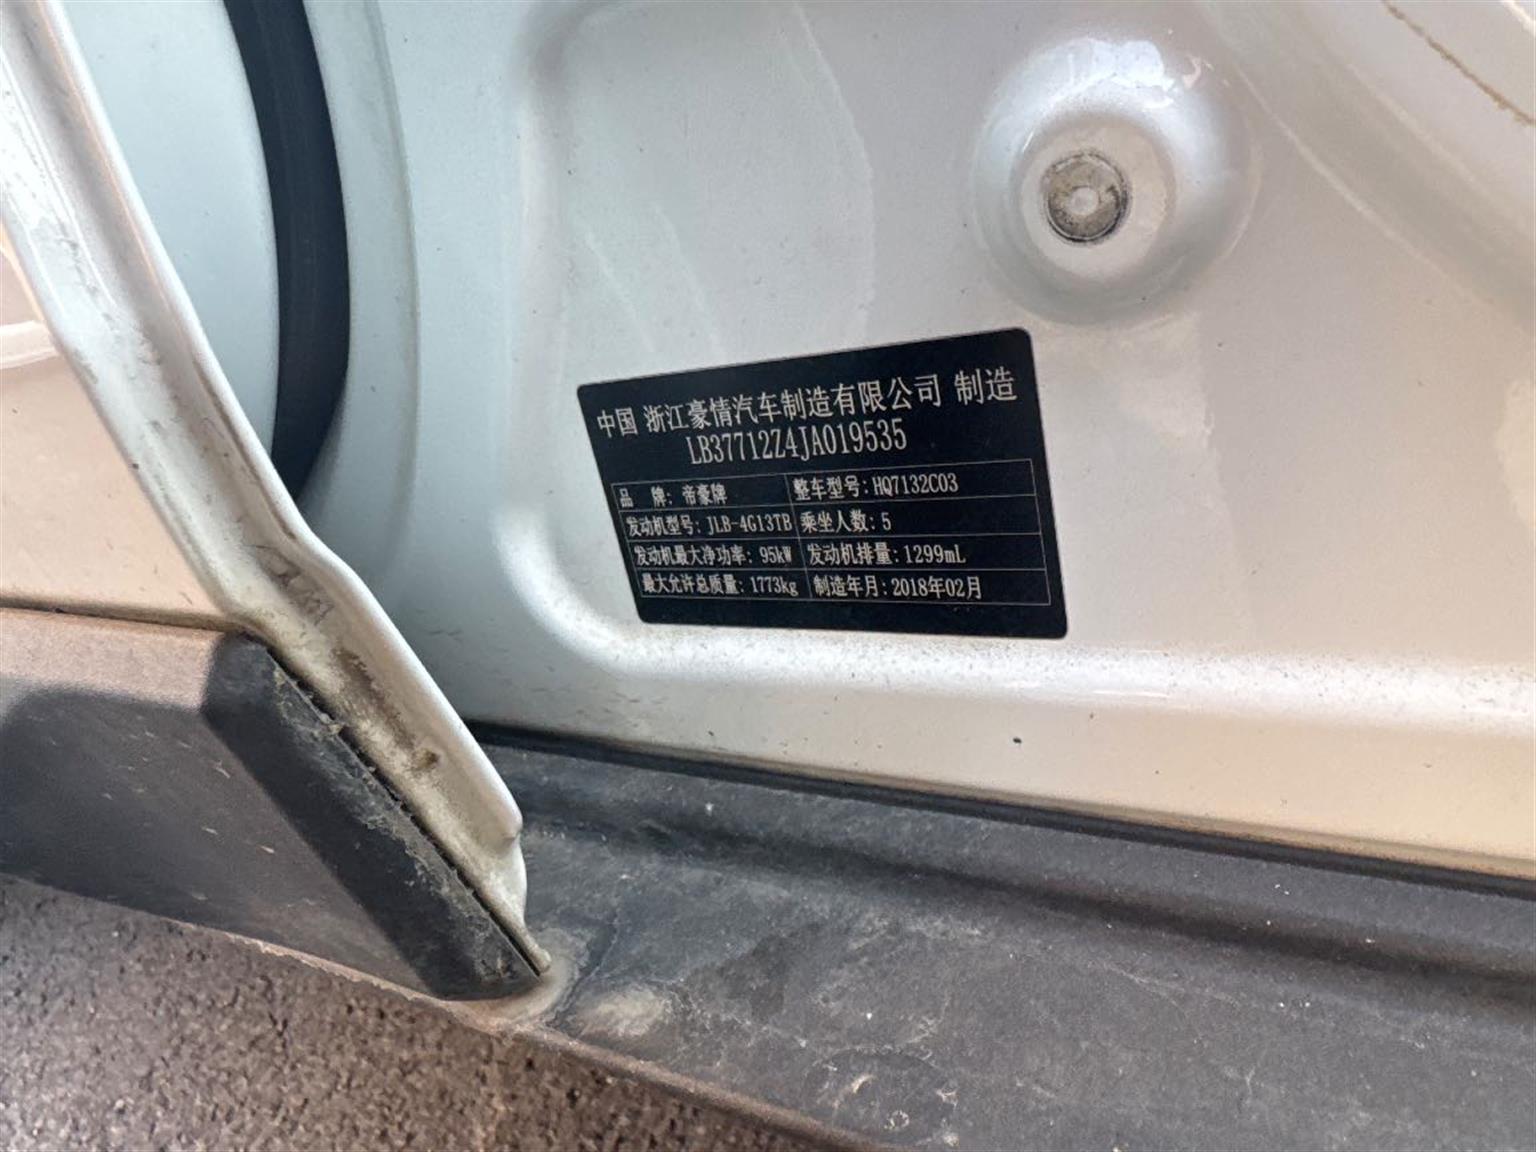 中国 浙江豪情汽车制造有限公司 制造
LB37712Z4JA019535
品 牌: 帝豪牌 整车型号: HQ7132C03
发动机型号: JLB-4G13TB 乘坐人数: 5
发动机最大净功率: 95kW 发动机排量: 1299mL
最大允许总质量: 1773kg 制造年月: 2018年02月